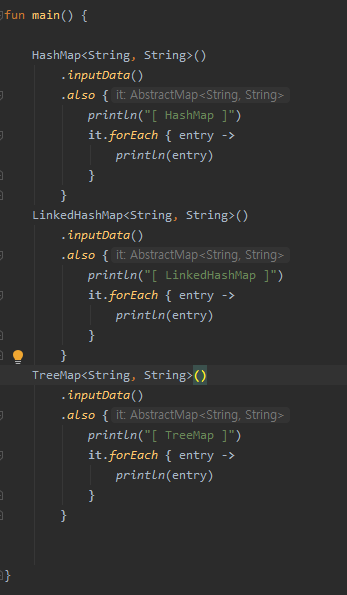 fun main() {
HashMap<String, String>()
.inputData()
.also { it: AbstractMap<String, String>
println("[ HashMap ]")
it.forEach { entry ->
println(entry)
}
}
LinkedHashMap<String, String>()
.inputData()
.also { it: AbstractMap<String, String>
println("[ LinkedHashMap ]")
it.forEach { entry ->
println(entry)
}
}
TreeMap<String, String>()
.inputData()
.also { it: AbstractMap<String, String>
println("[ TreeMap ]")
it.forEach { entry ->
println(entry)
}
}
}